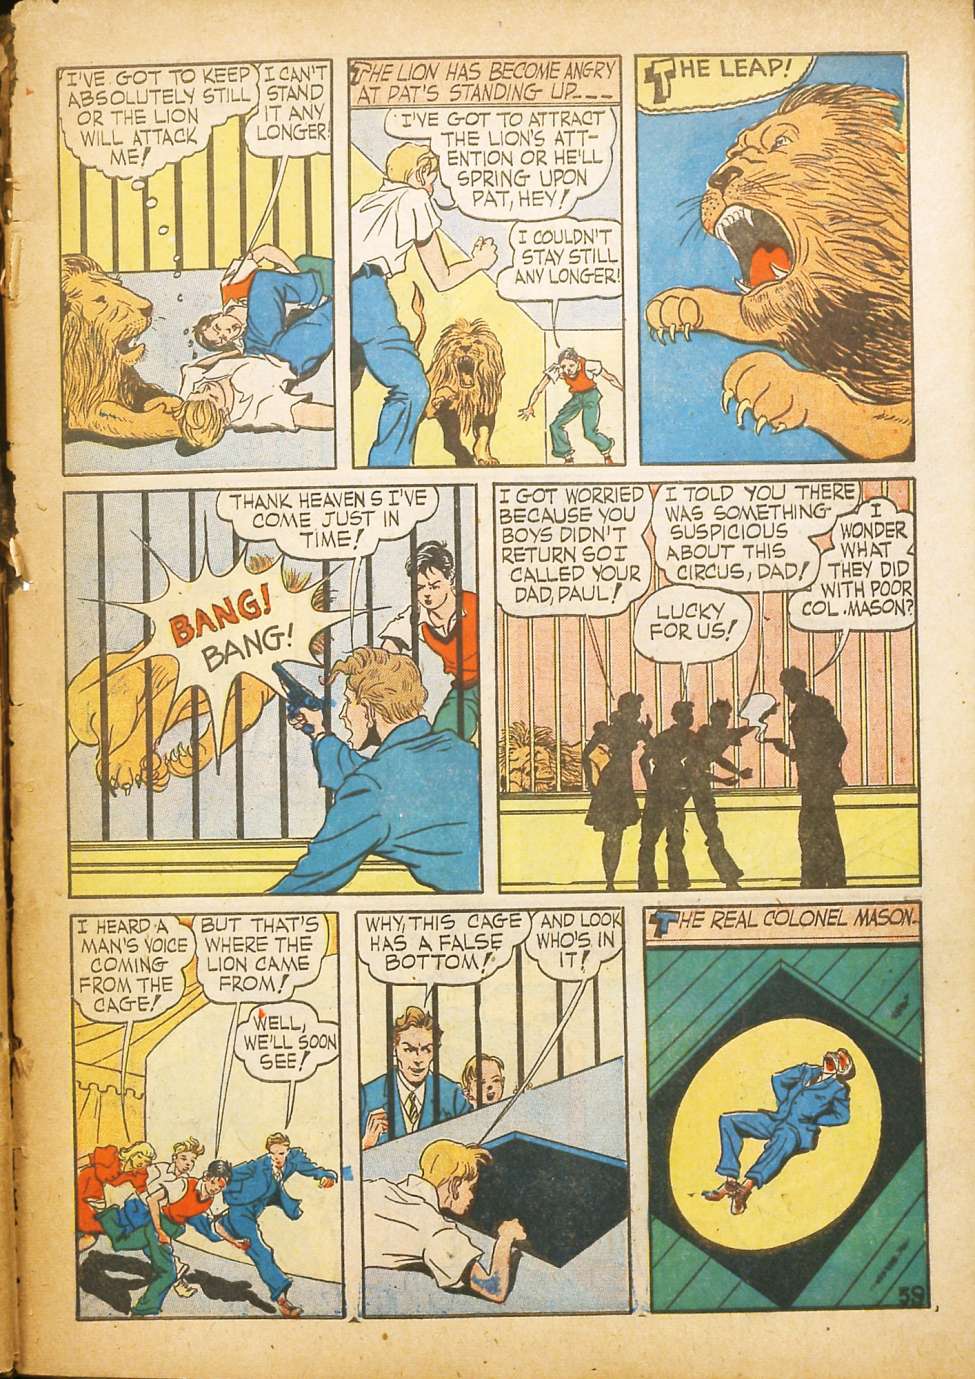 I'VE GOT TO KEEP
ABSOLUTELY STILL
OR THE LION
WILL ATTACK
ME!
I CAN'T
STAND
IT ANY
LONGER!
THE LION HAS BECOME ANGRY
AT PAT'S STANDING UP----
I'VE GOT TO ATTRACT
THE LION'S ATT-
ENTION OR HE'LL
SPRING UPON
PAT, HEY!
I COULDN'T
STAY STILL
ANY LONGER!
THE LEAP!
THANK HEAVENS I'VE
COME JUST IN
TIME!
BANG!
BANG!
I GOT WORRIED
BECAUSE YOU
BOYS DIDN'T
RETURN SO I
CALLED YOUR
DAD, PAUL!
LUCKY
FOR US!
I TOLD YOU THERE
WAS SOMETHING
SUSPICIOUS
ABOUT THIS
CIRCUS, DAD!
I
WONDER
WHAT
THEY DID
WITH POOR
COL. MASON?
I HEARD A
MAN'S VOICE
COMING
FROM THE
CAGE!
BUT THAT'S
WHERE THE
LION CAME
FROM!
WELL,
WE'LL SOON
SEE!
WHY, THIS CAGE
HAS A FALSE
BOTTOM!
AND LOOK
WHO'S IN
IT!
THE REAL COLONEL MASON-
59